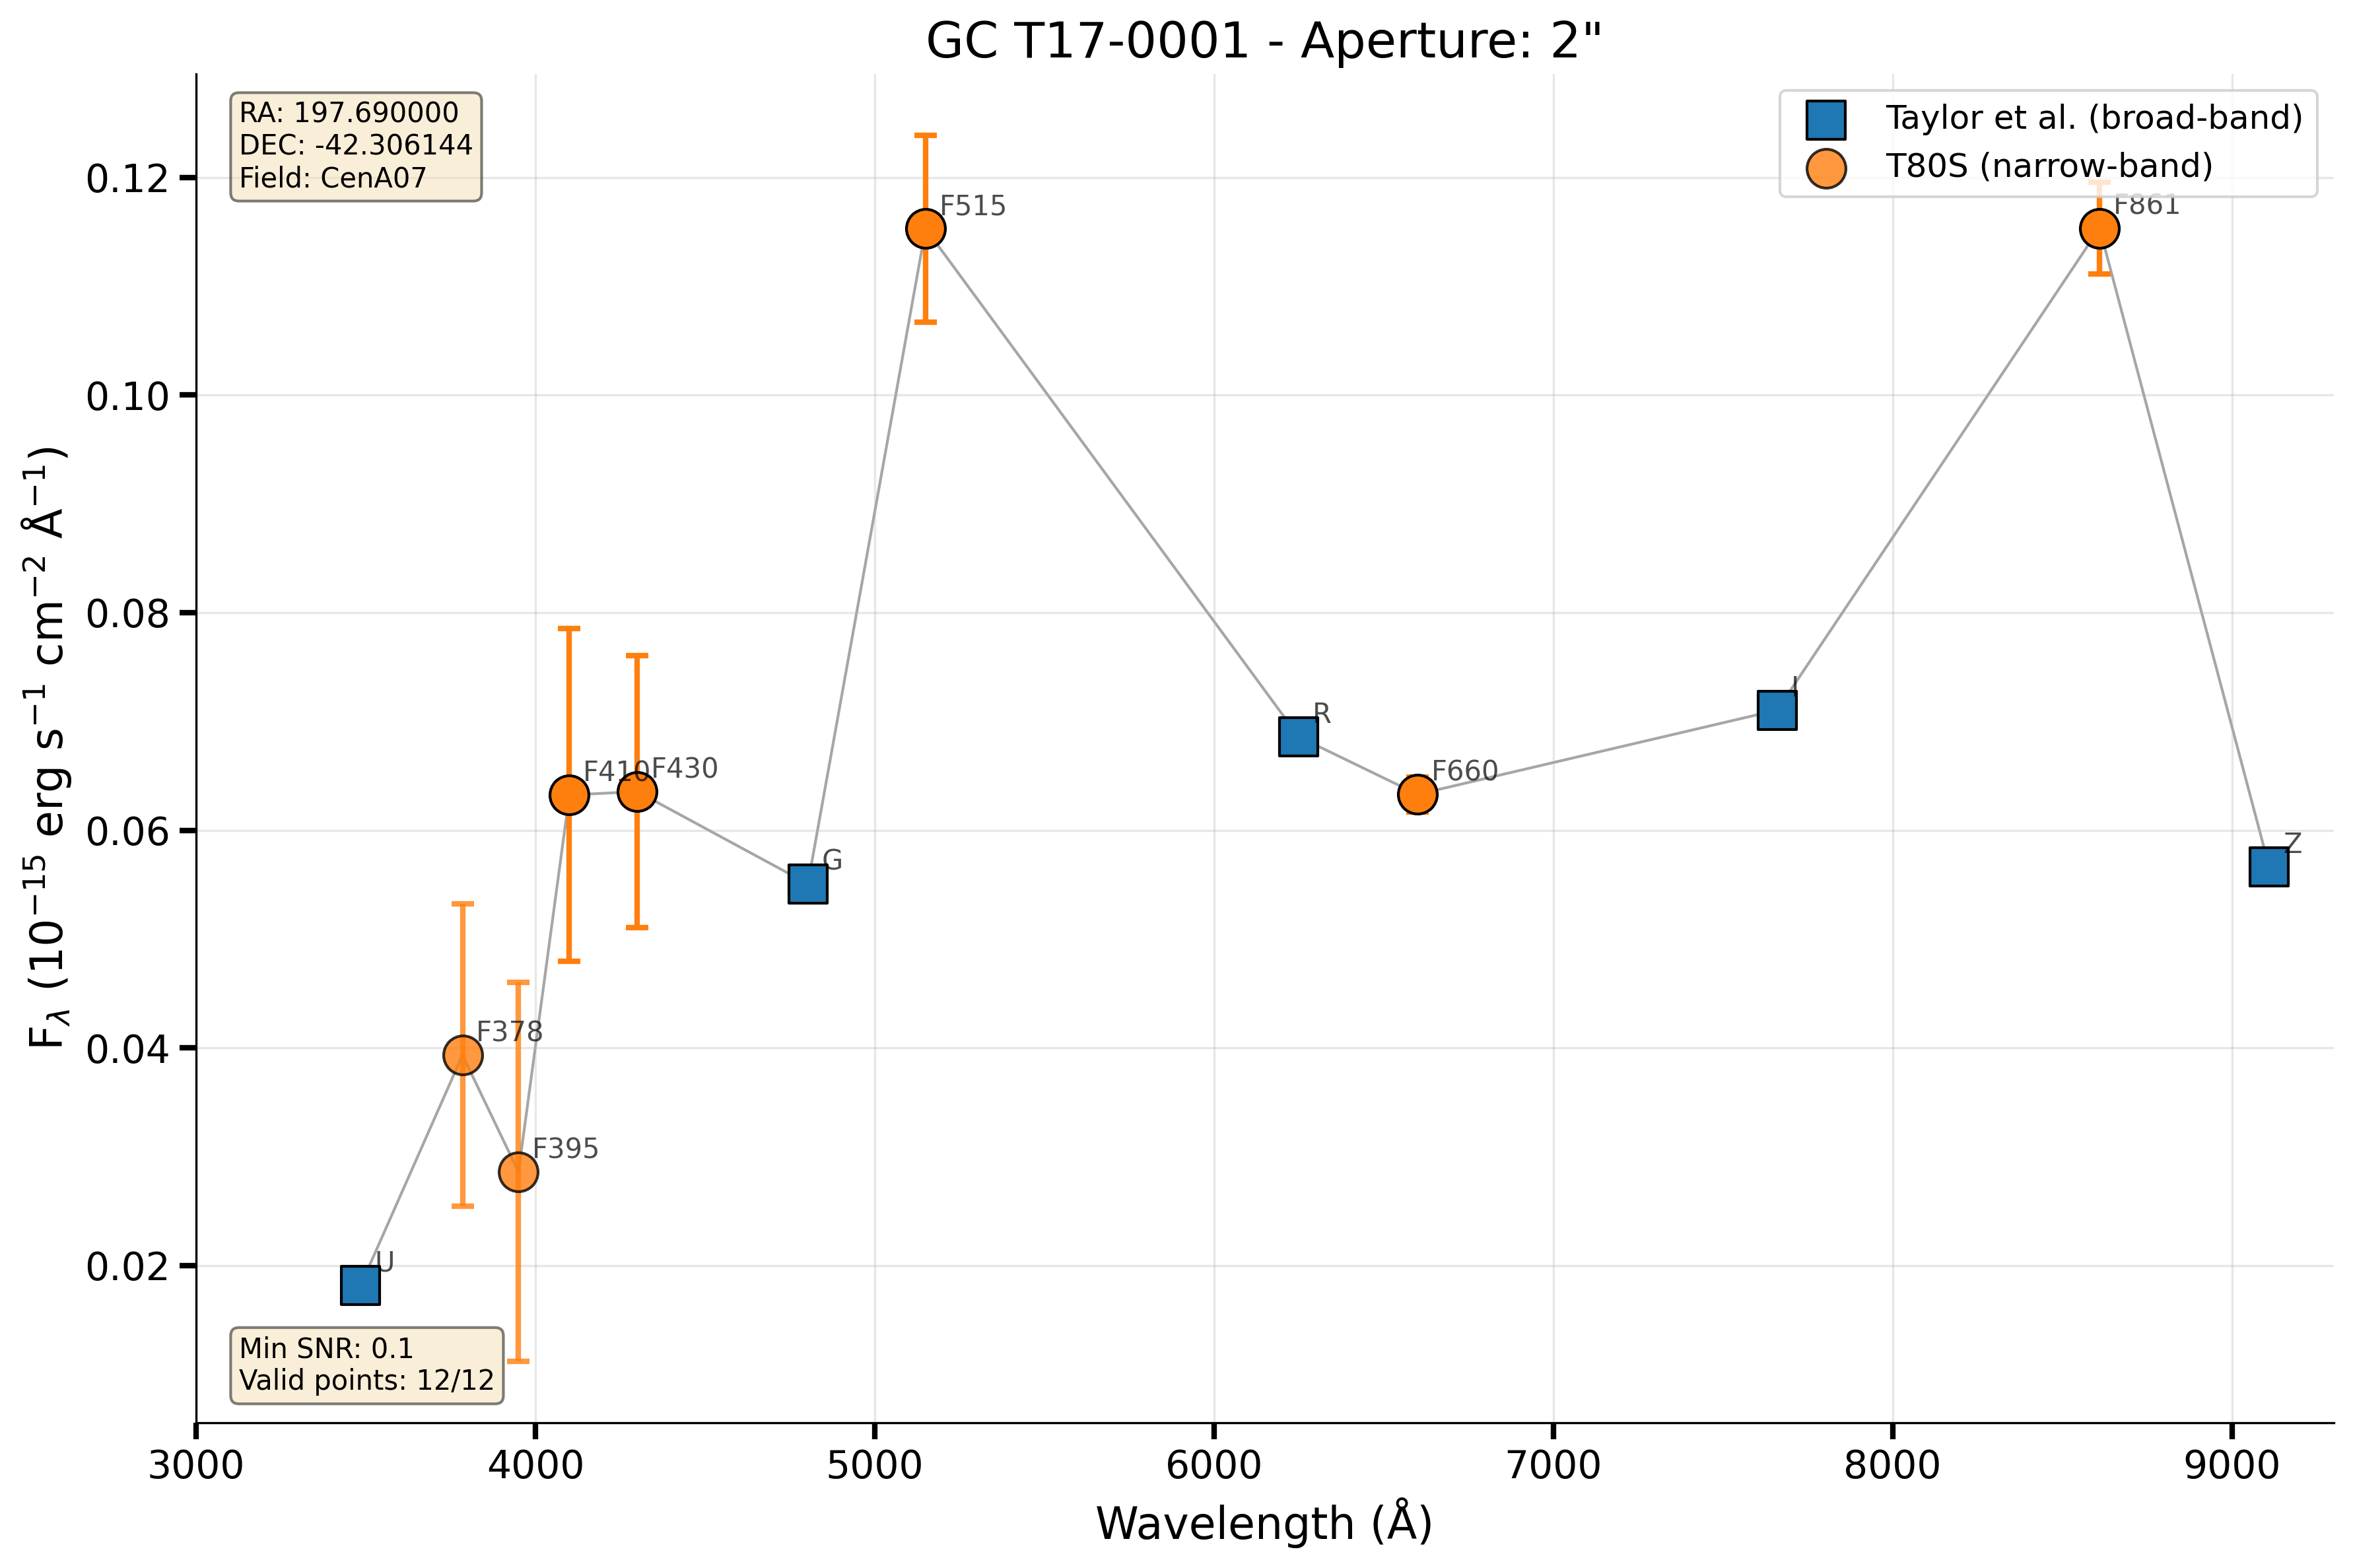 GC T17-0001 - Aperture: 2"
RA: 197.690000
DEC: -42.306144
Field: CenA07
Taylor et al. (broad-band)
T80S (narrow-band)
F861
F515
0.12
0.10
0.08
0.06
0.04
0.02
F_λ (10⁻¹⁵ erg s⁻¹ cm⁻² Å⁻¹)
I
R
F410
F430
F660
G
Z
F378
F395
U
Min SNR: 0.1
Valid points: 12/12
3000 4000 5000 6000 7000 8000 9000
Wavelength (Å)